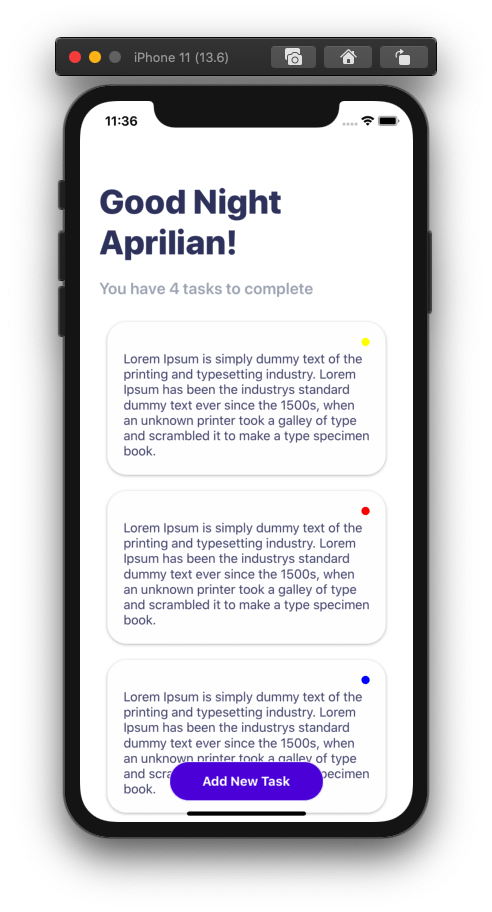 iPhone 11 (13.6)
11:36
Good Night
Aprilian!
You have 4 tasks to complete
Lorem Ipsum is simply dummy text of the
printing and typesetting industry. Lorem
Ipsum has been the industrys standard
dummy text ever since the 1500s, when
an unknown printer took a galley of type
and scrambled it to make a type specimen
book.
Lorem Ipsum is simply dummy text of the
printing and typesetting industry. Lorem
Ipsum has been the industrys standard
dummy text ever since the 1500s, when
an unknown printer took a galley of type
and scrambled it to make a type specimen
book.
Lorem Ipsum is simply dummy text of the
printing and typesetting industry. Lorem
Ipsum has been the industrys standard
dummy text ever since the 1500s, when
an unknown printer took a galley of type
and
book.
Add New Task